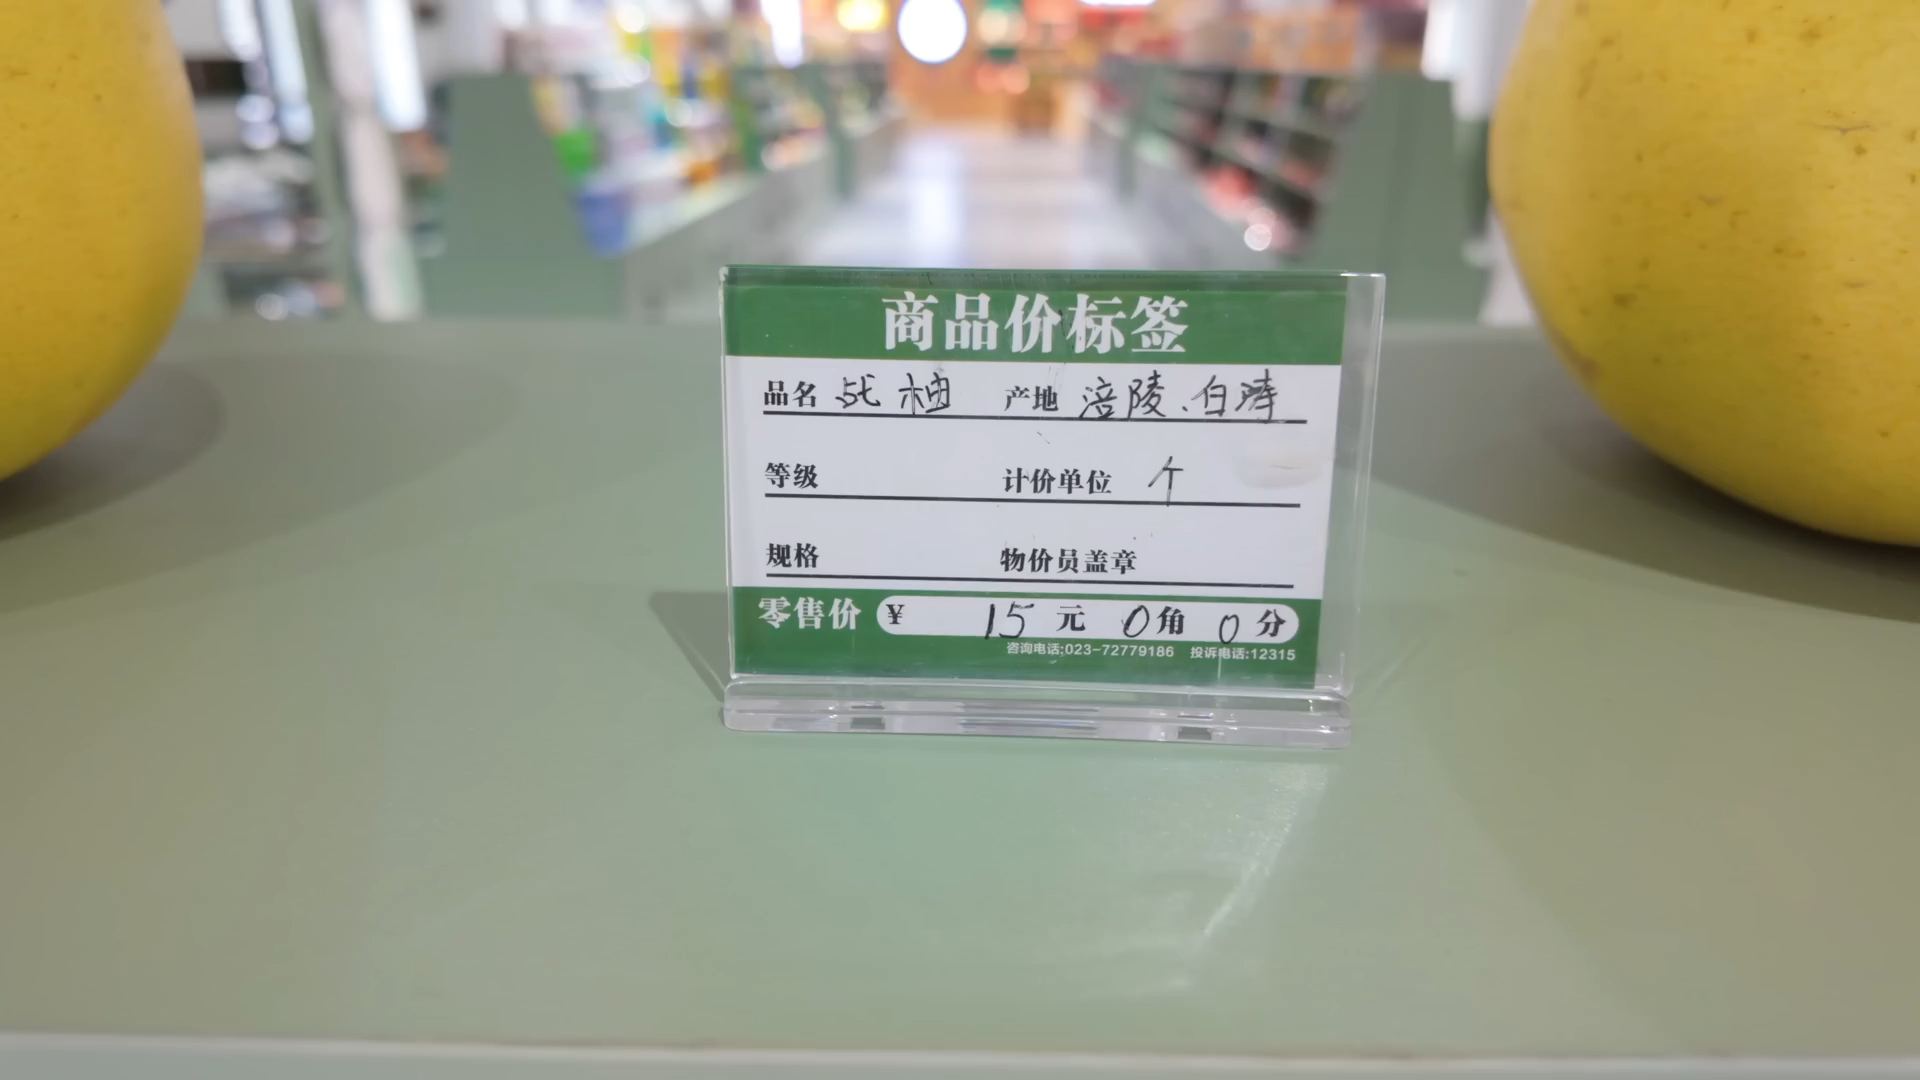 商品价标签
品名 柚 产地 涪陵、白涛
等级 计价单位 个
规格 物价员盖章
零售价 ¥ 15 元 0 角 0 分
咨询电话:023-72779186 投诉电话:12315